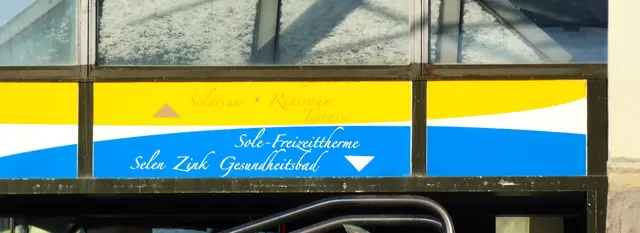 Solarium • Ruheraum
Terrasse
Sole-Freizeittherme
Selen Zink Gesundheitsbad